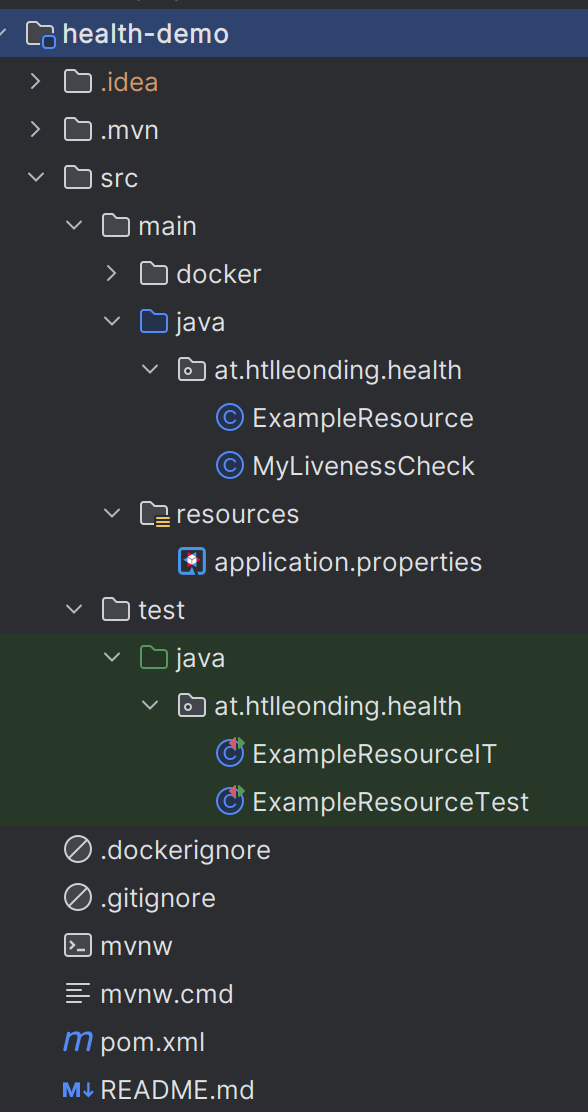 health-demo
.idea
.mvn
src
main
docker
java
at.htlleonding.health
C ExampleResource
C MyLivenessCheck
resources
application.properties
test
java
at.htlleonding.health
C ExampleResourceIT
C ExampleResourceTest
.dockerignore
.gitignore
mvnw
mvnw.cmd
m pom.xml
M↓ README.md